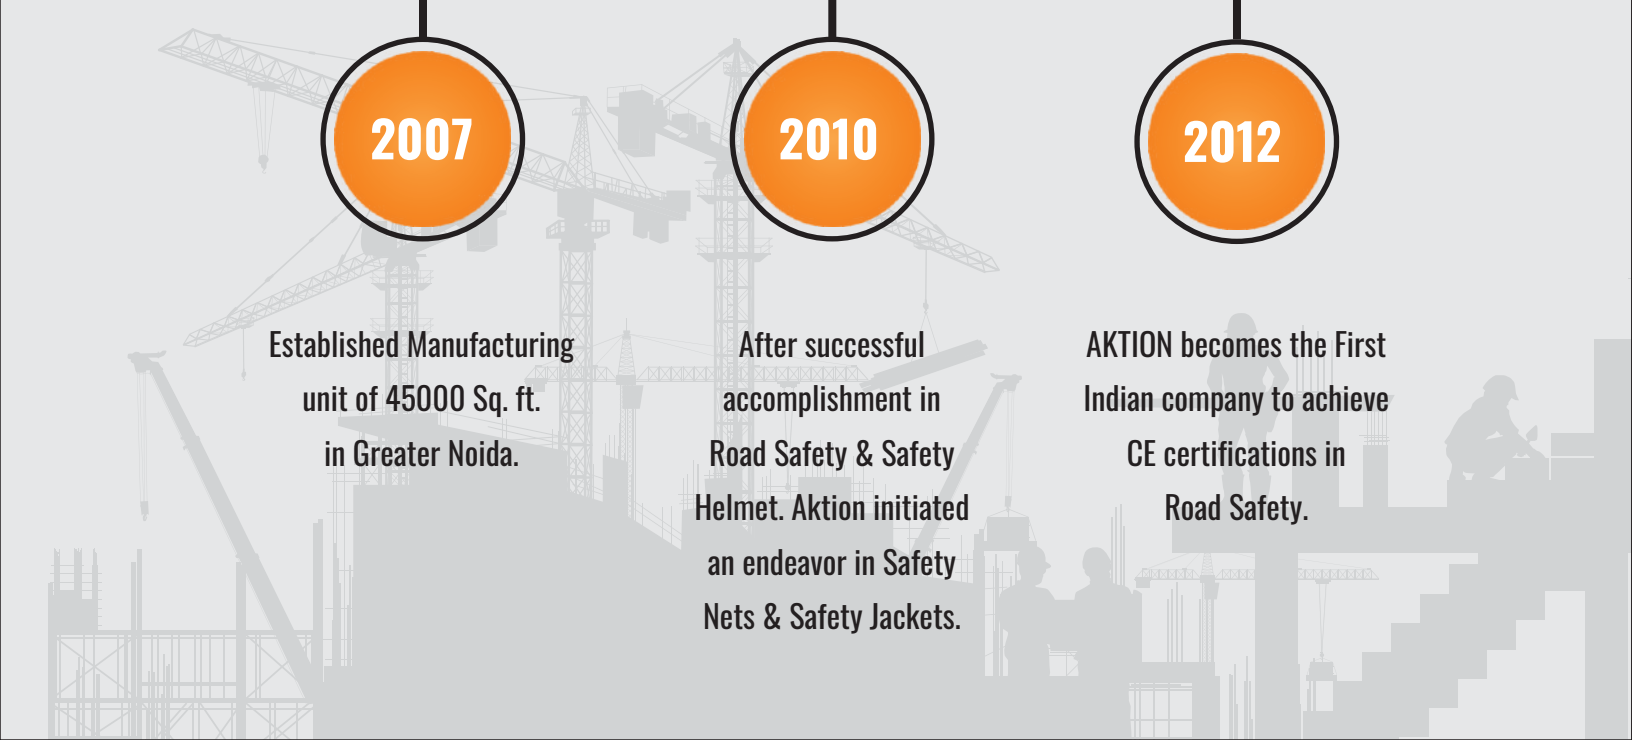 2007
Established Manufacturing
unit of 45000 Sq. ft.
in Greater Noida.
2010
After successful
accomplishment in
Road Safety & Safety
Helmet. Aktion initiated
an endeavor in Safety
Nets & Safety Jackets.
2012
AKTION becomes the First
Indian company to achieve
CE certifications in
Road Safety.